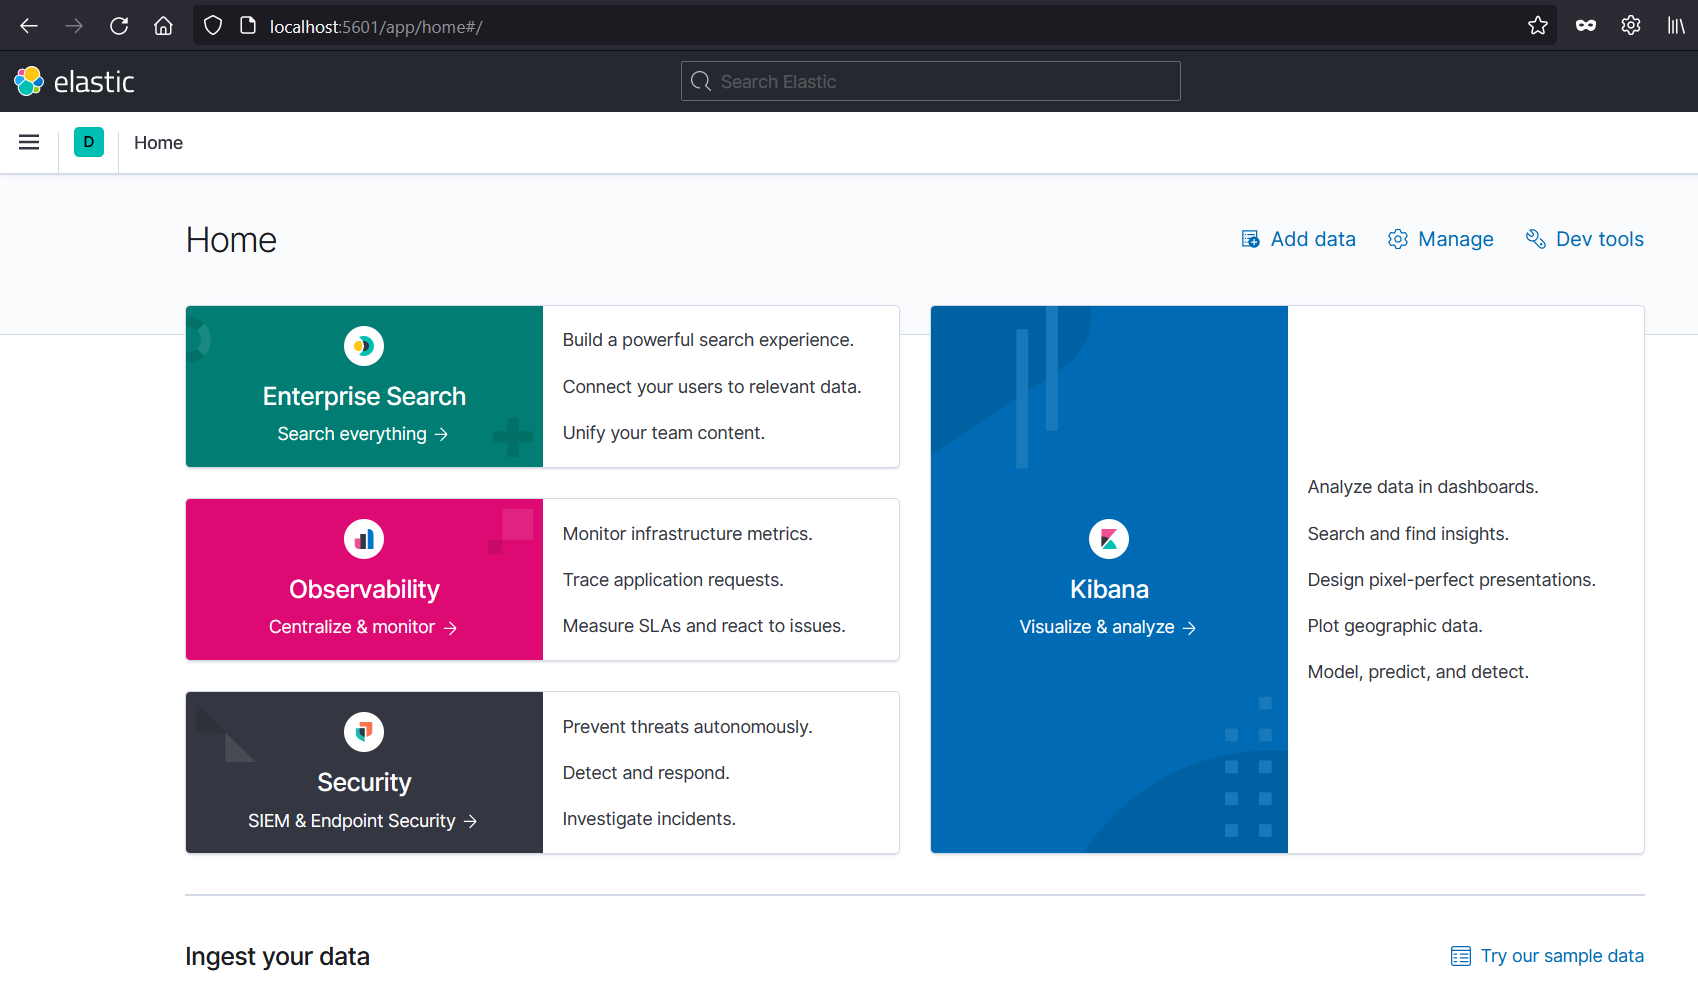 localhost:5601/app/home#/
elastic
Search Elastic
D
Home
Home
Add data
Manage
Dev tools
Enterprise Search
Search everything →
Build a powerful search experience.
Connect your users to relevant data.
Unify your team content.
Observability
Centralize & monitor →
Monitor infrastructure metrics.
Trace application requests.
Measure SLAs and react to issues.
Security
SIEM & Endpoint Security →
Prevent threats autonomously.
Detect and respond.
Investigate incidents.
Kibana
Visualize & analyze →
Analyze data in dashboards.
Search and find insights.
Design pixel-perfect presentations.
Plot geographic data.
Model, predict, and detect.
Ingest your data
Try our sample data